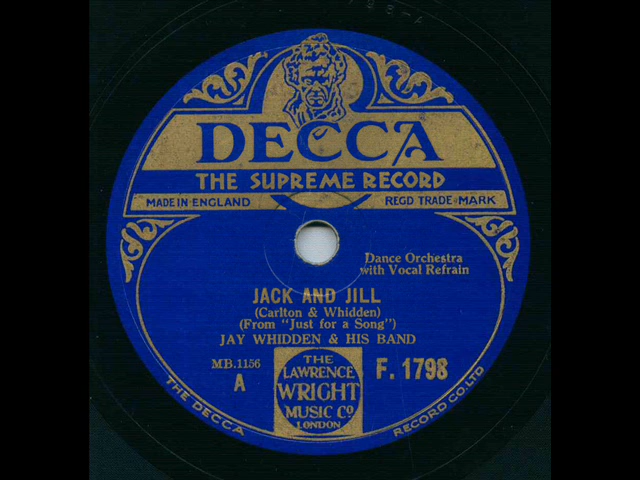 DECCA
THE SUPREME RECORD
MADE IN ENGLAND
REGD TRADE MARK
Dance Orchestra
with Vocal Refrain
JACK AND JILL
(Carlton & Whidden)
(From "Just for a Song")
JAY WHIDDEN & HIS BAND
MB.1156
A
THE
LAWRENCE
WRIGHT
MUSIC Co
LONDON
F. 1798
THE DECCA RECORD CO. LTD